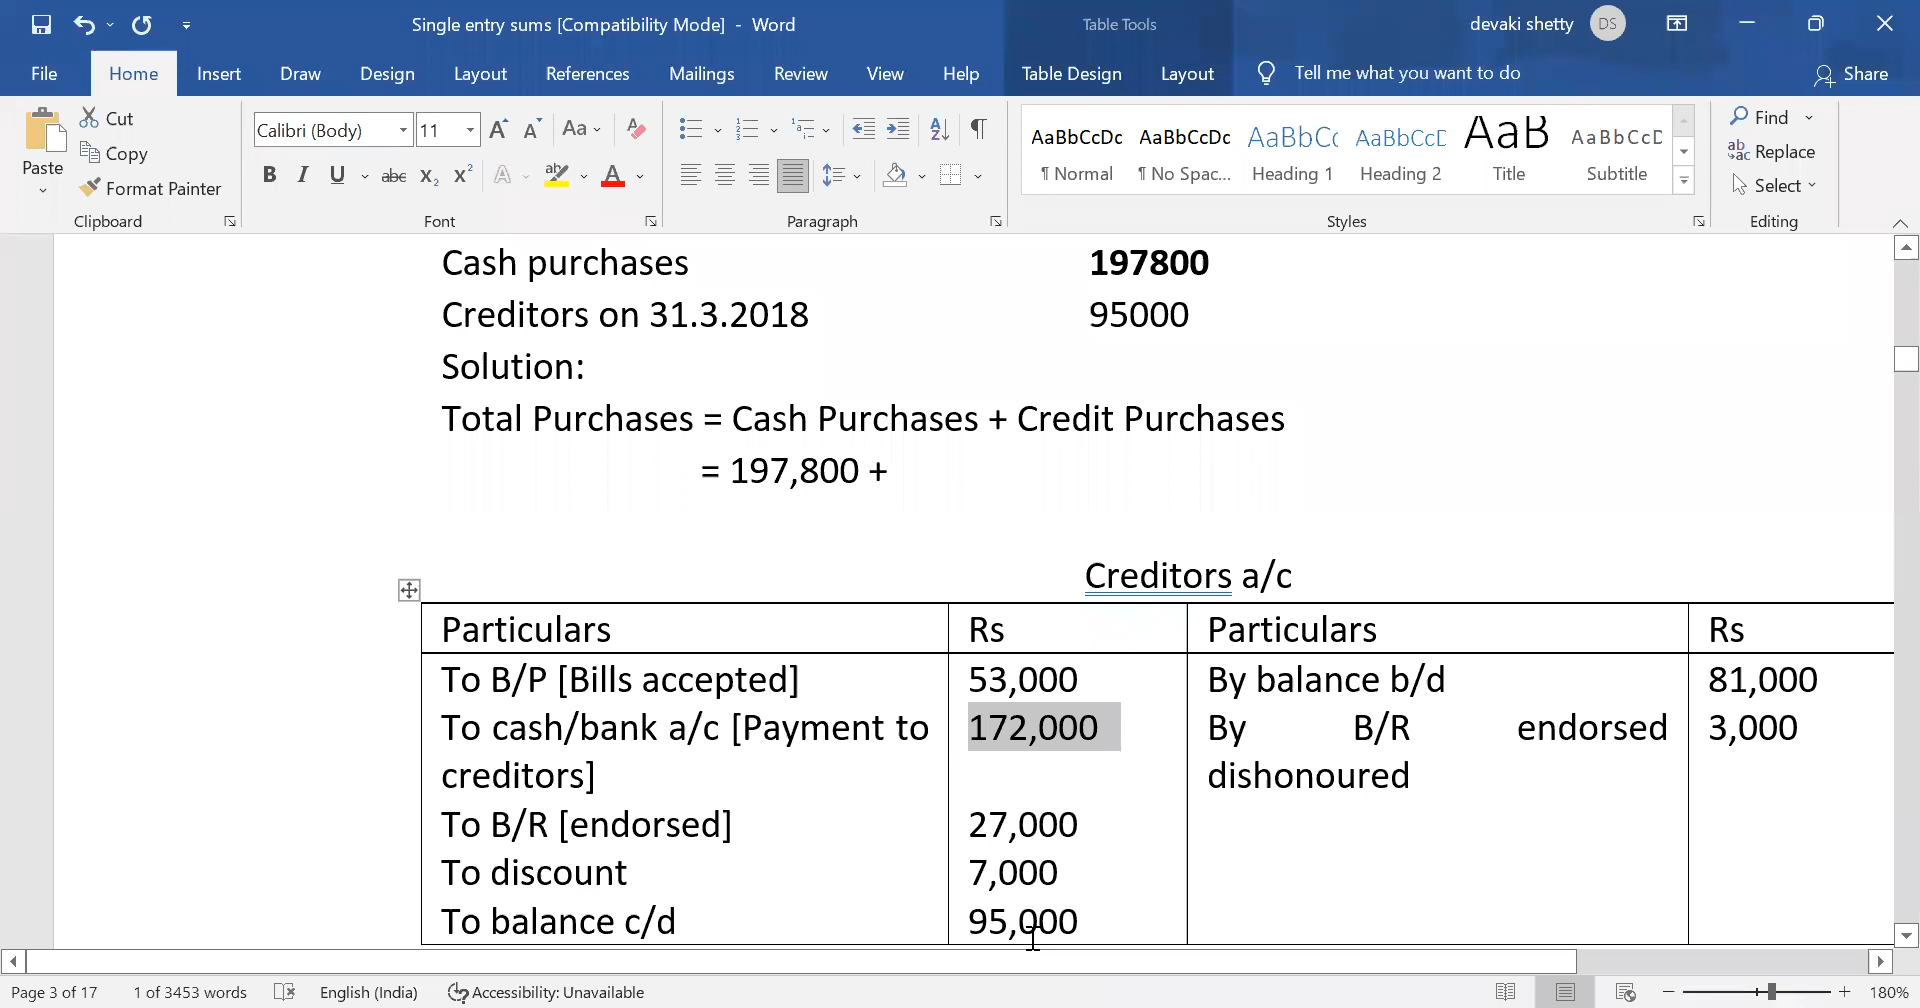 Single entry sums [Compatibility Mode] - Word
Table Tools
devaki shetty DS
File Home Insert Draw Design Layout References Mailings Review View Help Table Design Layout Tell me what you want to do Share
Cut
Copy
Format Painter
Paste
Clipboard
Calibri (Body) 11
Font
Paragraph
AaBbCcDc AaBbCcDc AaBbC AaBbCcD AaB AaBbCcD
¶ Normal ¶ No Spac... Heading 1 Heading 2 Title Subtitle
Styles
Find
Replace
Select
Editing
Cash purchases 197800
Creditors on 31.3.2018 95000
Solution:
Total Purchases = Cash Purchases + Credit Purchases
= 197,800 +
Creditors a/c
Particulars Rs Particulars Rs
To B/P [Bills accepted] 53,000 By balance b/d 81,000
To cash/bank a/c [Payment to 172,000 By B/R endorsed 3,000
creditors] dishonoured
To B/R [endorsed] 27,000
To discount 7,000
To balance c/d 95,000
Page 3 of 17 1 of 3453 words English (India) Accessibility: Unavailable 180%